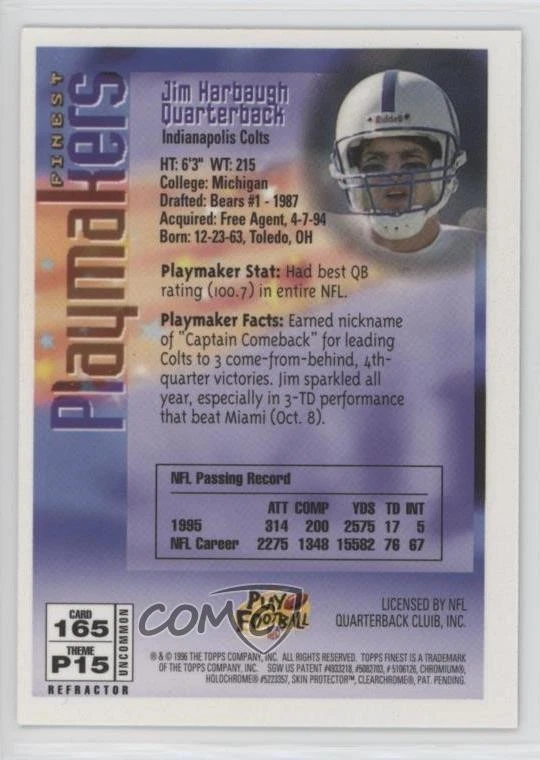 FINEST
Playmakers
Jim Harbaugh
Quarterback
Indianapolis Colts
HT: 6'3" WT: 215
College: Michigan
Drafted: Bears #1 - 1987
Acquired: Free Agent, 4-7-94
Born: 12-23-63, Toledo, OH
Riddell
Playmaker Stat: Had best QB
rating (100.7) in entire NFL.
Playmaker Facts: Earned nickname
of "Captain Comeback" for leading
Colts to 3 come-from-behind, 4th-
quarter victories. Jim sparkled all
year, especially in 3-TD performance
that beat Miami (Oct. 8).
NFL Passing Record
ATT COMP YDS TD INT
1995 314 200 2575 17 5
NFL Career 2275 1348 15582 76 67
CARD
165
THEME
P15
UNCOMMON
REFRACTOR
COMC
PLAY
FOOTBALL
LICENSED BY NFL
QUARTERBACK CLUIB, INC.
® & © 1996 THE TOPPS COMPANY, INC. ALL RIGHTS RESERVED. TOPPS FINEST IS A TRADEMARK
OF THE TOPPS COMPANY, INC. SGW US PATENT #4933218, #5082703, #5106126, CHROMIUM®,
HOLOCHROME® #5223357, SKIN PROTECTOR™, CLEARCHROME®, PAT. PENDING.